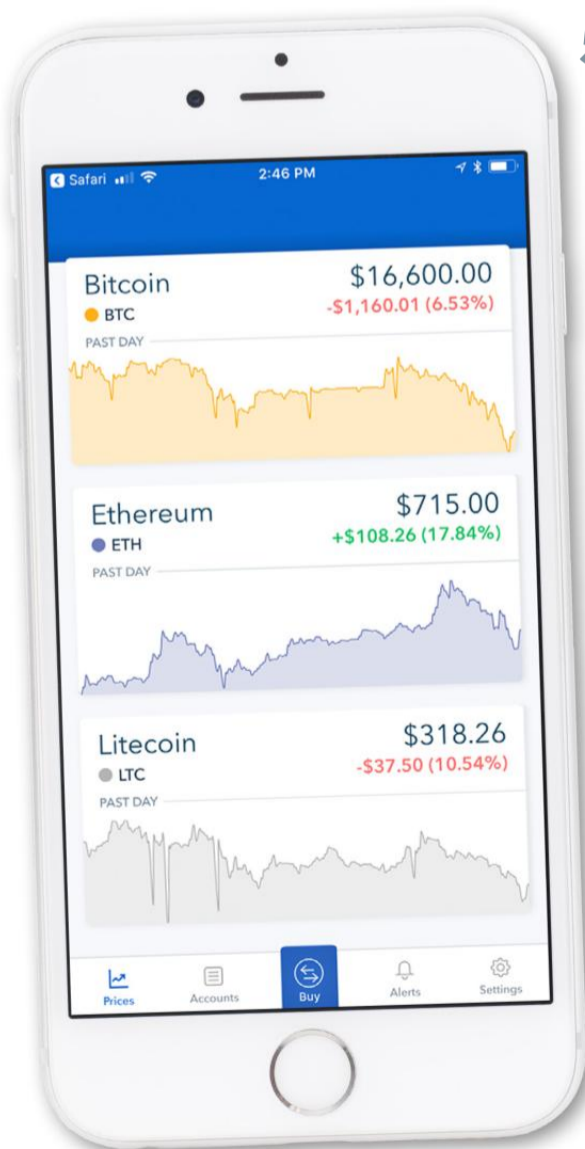 Safari 2:46 PM
Bitcoin $16,600.00
BTC -$1,160.01 (6.53%)
PAST DAY
Ethereum $715.00
ETH +$108.26 (17.84%)
PAST DAY
Litecoin $318.26
LTC -$37.50 (10.54%)
PAST DAY
Prices Accounts Buy Alerts Settings